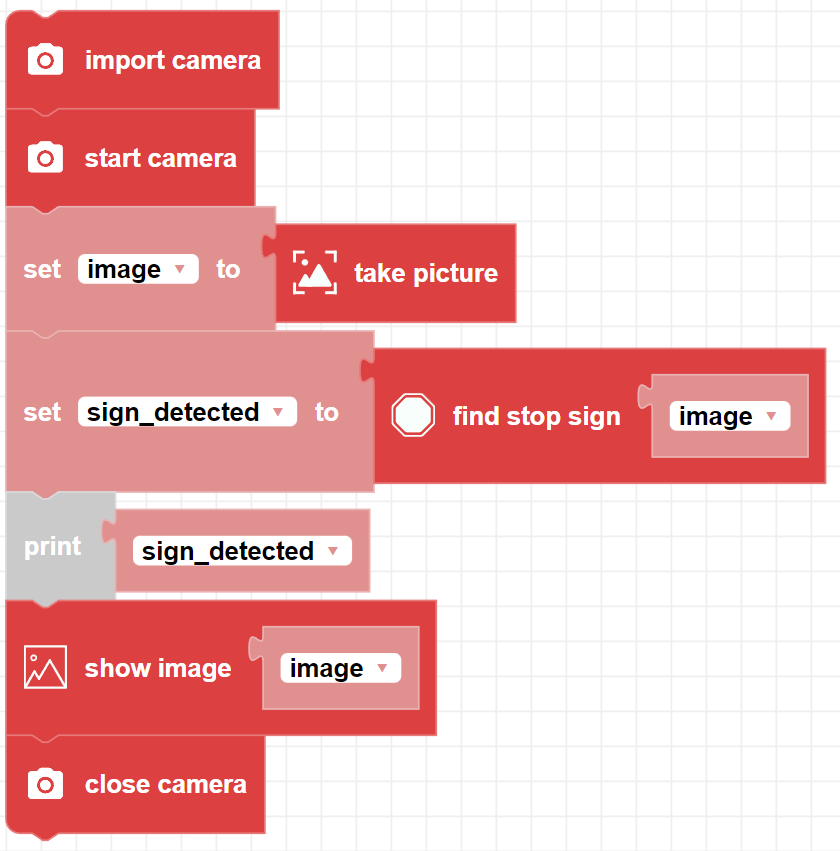 import camera
start camera
set image to take picture
set sign_detected to find stop sign image
print sign_detected
show image image
close camera